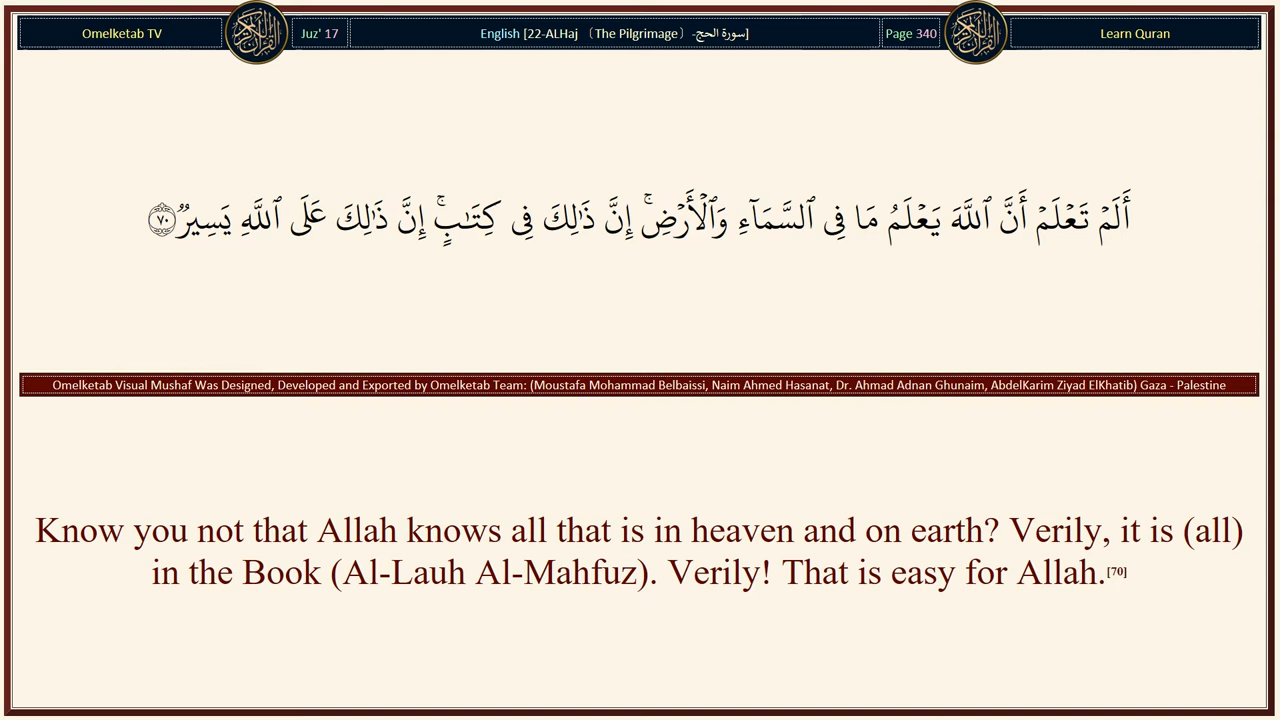 Omelketab TV
Juz' 17
English [22-ALHaj （The Pilgrimage）-سورة الحج]
Page 340
Learn Quran
أَلَمْ تَعْلَمْ أَنَّ ٱللَّهَ يَعْلَمُ مَا فِى ٱلسَّمَآءِ وَٱلْأَرْضِ ۗ إِنَّ ذَٰلِكَ فِى كِتَـٰبٍ ۚ إِنَّ ذَٰلِكَ عَلَى ٱللَّهِ يَسِيرٌ ٧٠
Omelketab Visual Mushaf Was Designed, Developed and Exported by Omelketab Team: (Moustafa Mohammad Belbaissi, Naim Ahmed Hasanat, Dr. Ahmad Adnan Ghunaim, AbdelKarim Ziyad ElKhatib) Gaza - Palestine
Know you not that Allah knows all that is in heaven and on earth? Verily, it is (all)
in the Book (Al-Lauh Al-Mahfuz). Verily! That is easy for Allah.[70]